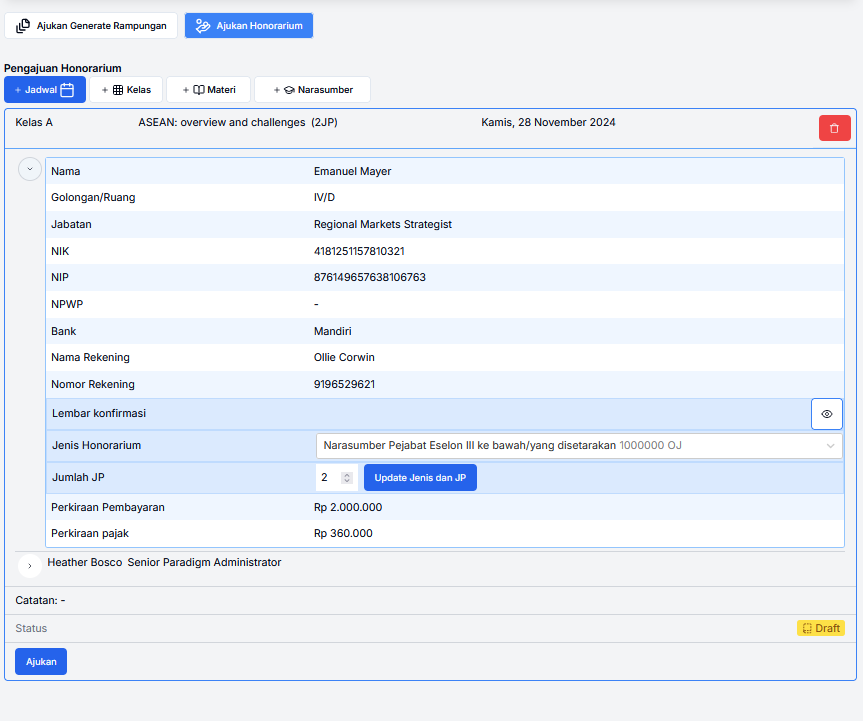 Ajukan Generate Rampungan Ajukan Honorarium
Pengajuan Honorarium
+ Jadwal + Kelas + Materi + Narasumber
Kelas A ASEAN: overview and challenges (2JP) Kamis, 28 November 2024
Nama Emanuel Mayer
Golongan/Ruang IV/D
Jabatan Regional Markets Strategist
NIK 4181251157810321
NIP 876149657638106763
NPWP -
Bank Mandiri
Nama Rekening Ollie Corwin
Nomor Rekening 9196529621
Lembar konfirmasi
Jenis Honorarium Narasumber Pejabat Eselon III ke bawah/yang disetarakan 1000000 OJ
Jumlah JP 2 Update Jenis dan JP
Perkiraan Pembayaran Rp 2.000.000
Perkiraan pajak Rp 360.000
Heather Bosco Senior Paradigm Administrator
Catatan: -
Status Draft
Ajukan